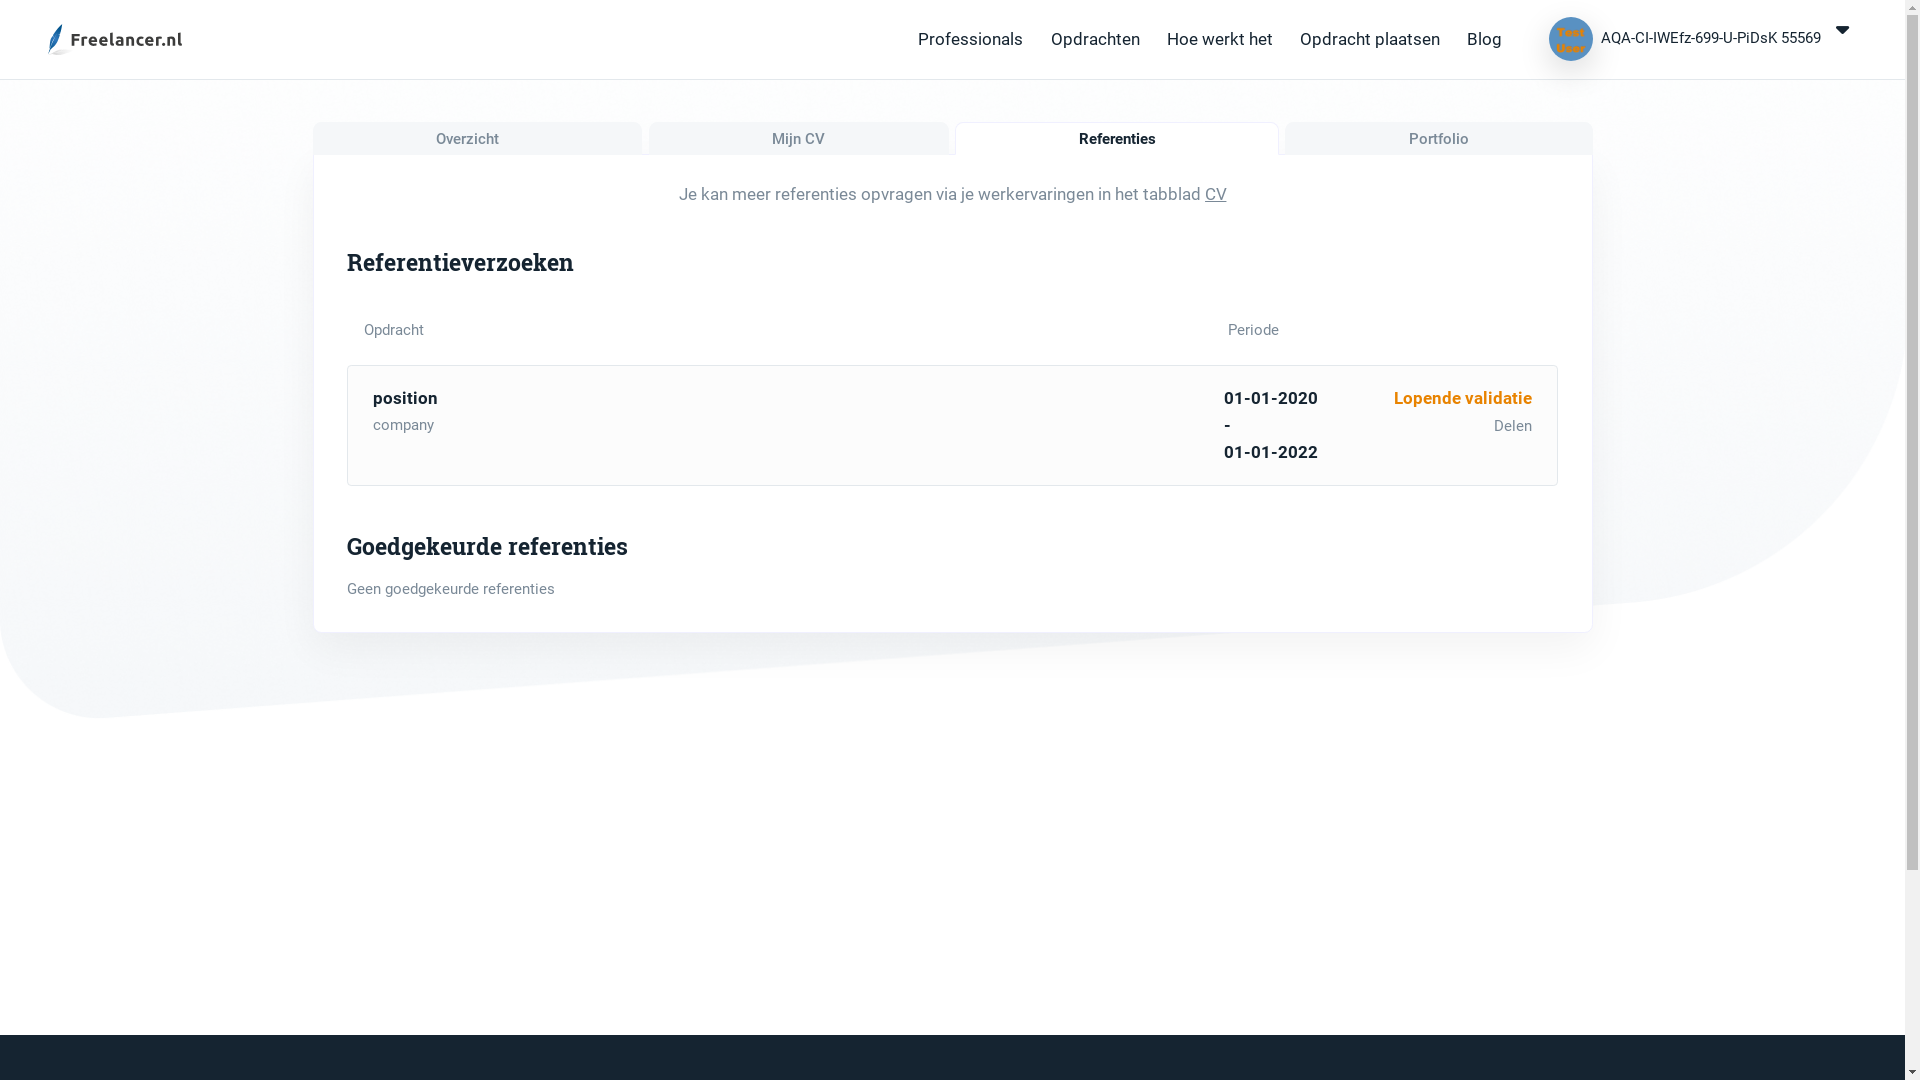 Freelancer.nl
Professionals Opdrachten Hoe werkt het Opdracht plaatsen Blog
Test User
AQA-CI-IWEfz-699-U-PiDsK 55569
Overzicht Mijn CV Referenties Portfolio
Je kan meer referenties opvragen via je werkervaringen in het tabblad CV
Referentieverzoeken
Opdracht Periode
position 01-01-2020 Lopende validatie
company - Delen
01-01-2022
Goedgekeurde referenties
Geen goedgekeurde referenties